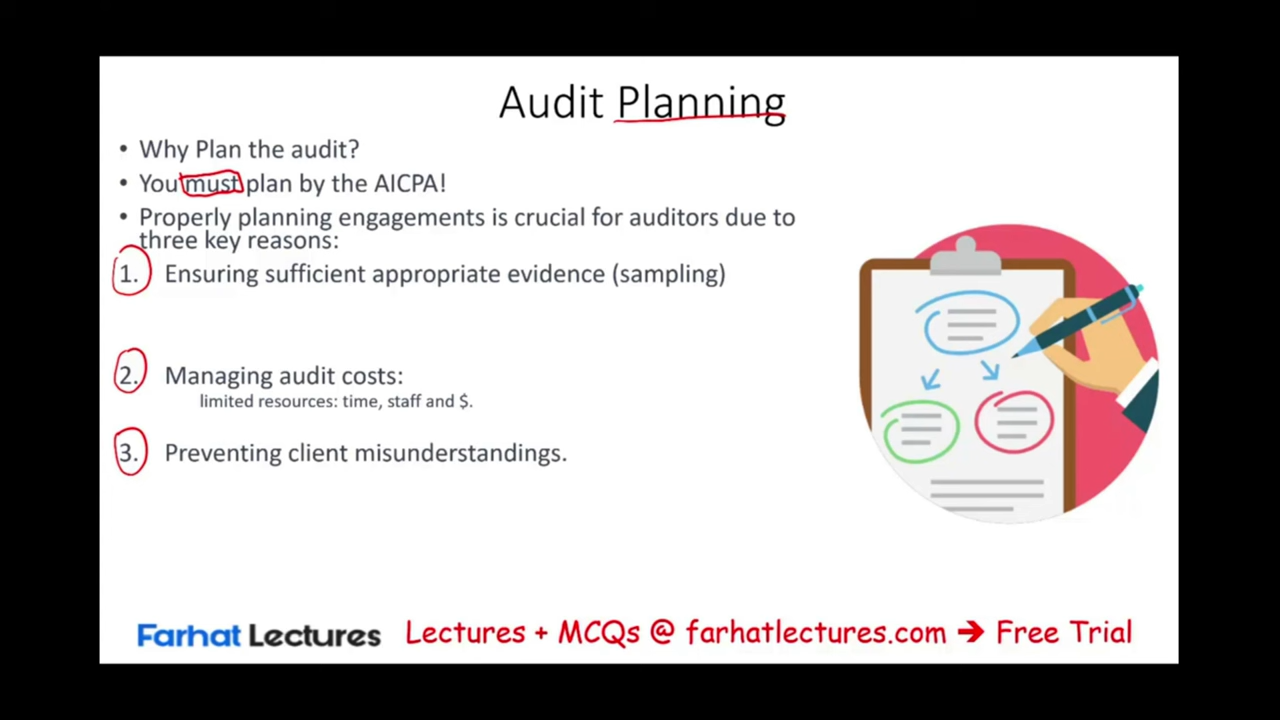 Audit Planning
• Why Plan the audit?
• You must plan by the AICPA!
• Properly planning engagements is crucial for auditors due to
three key reasons:
1. Ensuring sufficient appropriate evidence (sampling)
2. Managing audit costs:
limited resources: time, staff and $.
3. Preventing client misunderstandings.
Farhat Lectures Lectures + MCQs @ farhatlectures.com → Free Trial